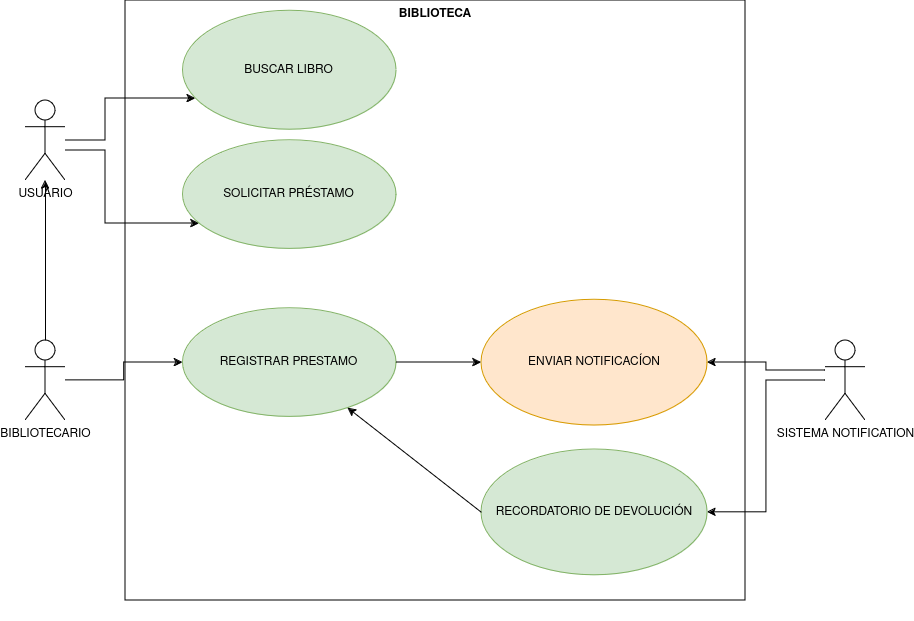 BIBLIOTECA
BUSCAR LIBRO
USUARIO
SOLICITAR PRÉSTAMO
REGISTRAR PRESTAMO
ENVIAR NOTIFICACÍON
BIBLIOTECARIO
SISTEMA NOTIFICATION
RECORDATORIO DE DEVOLUCIÓN